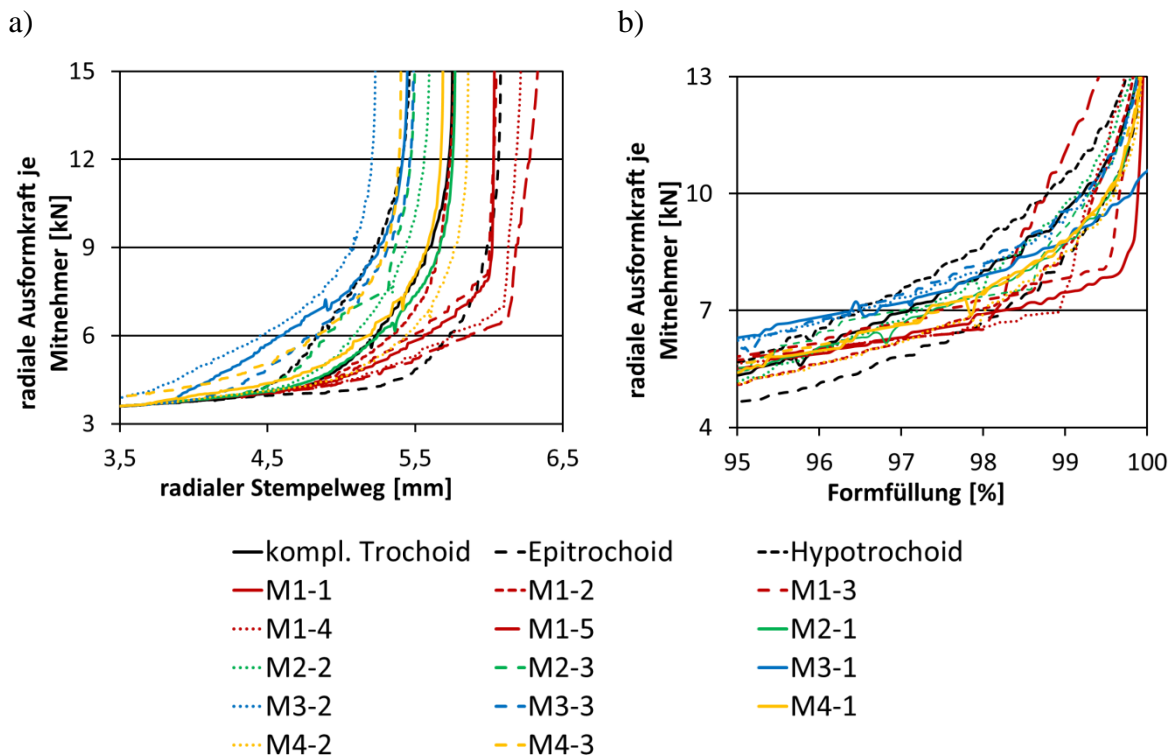 a)
b)
radiale Ausformkraft je
Mitnehmer [kN]
15
12
9
6
3
3,5
4,5
5,5
6,5
radialer Stempelweg [mm]
radiale Ausformkraft je
Mitnehmer [kN]
13
10
7
4
95
96
97
98
99
100
Formfüllung [%]
kompl. Trochoid
Epitrochoid
Hypotrochoid
M1-1
M1-2
M1-3
M1-4
M1-5
M2-1
M2-2
M2-3
M3-1
M3-2
M3-3
M4-1
M4-2
M4-3